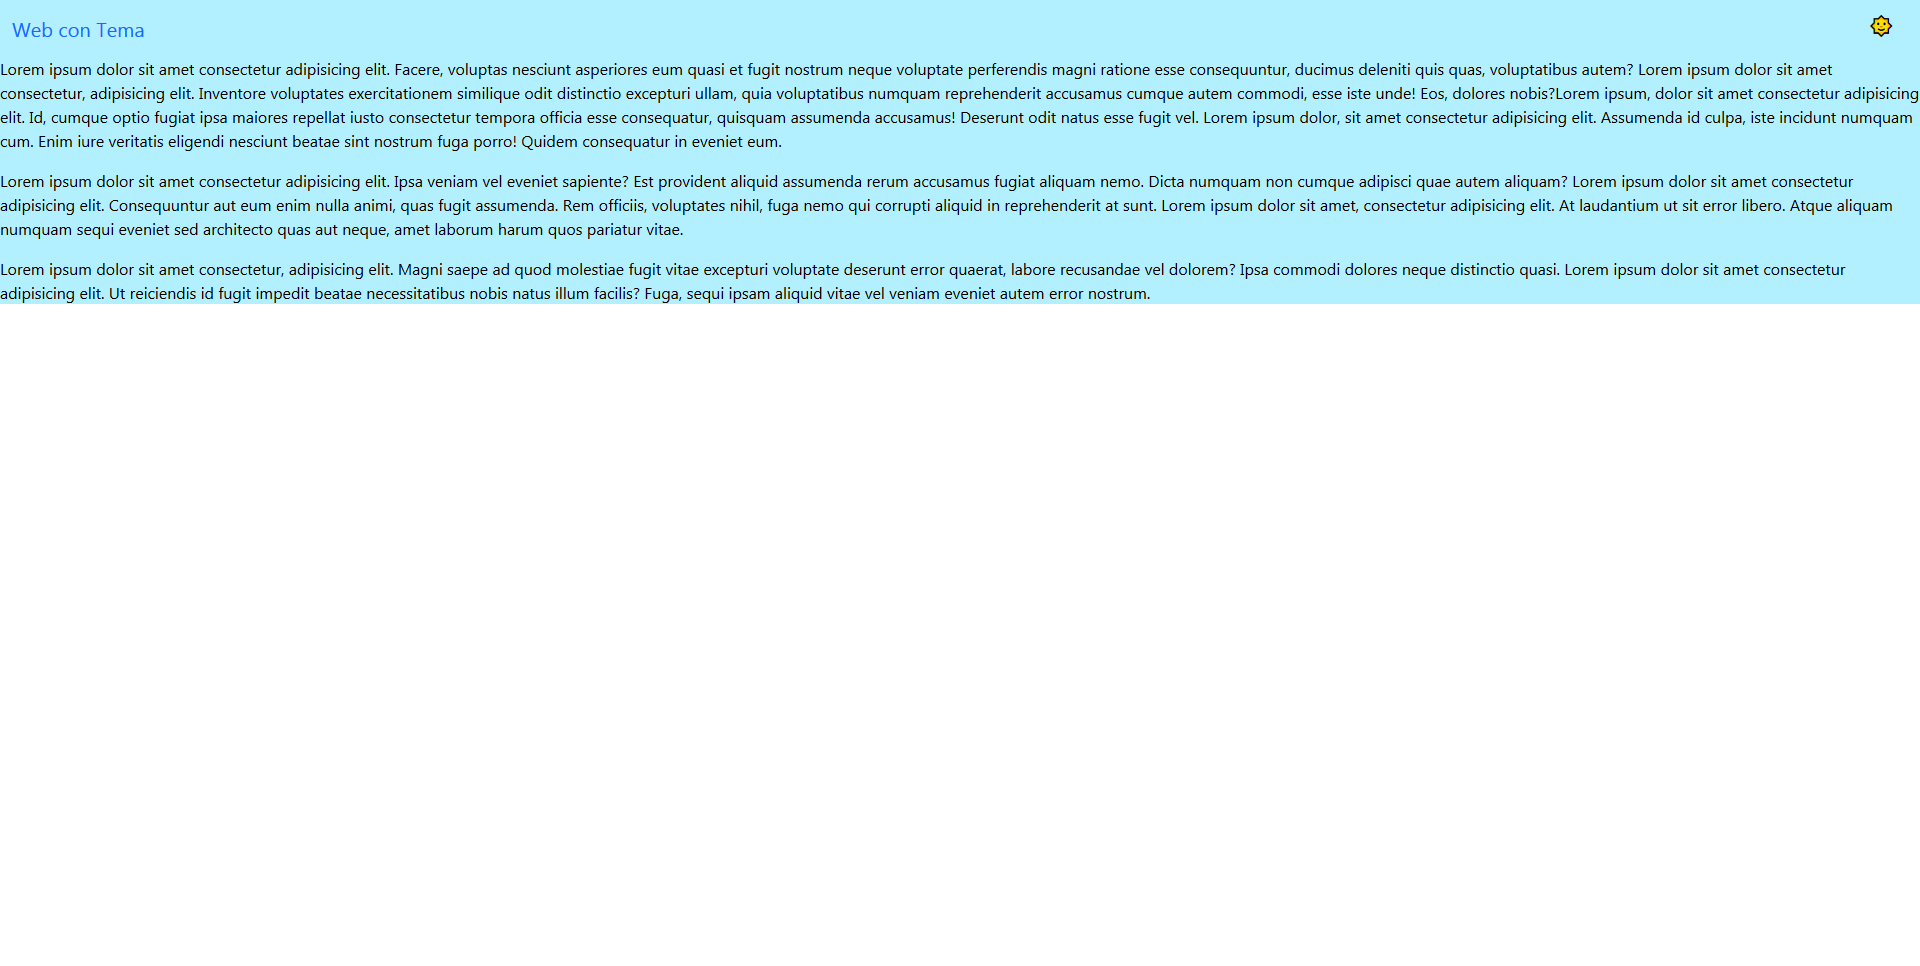 Web con Tema
Lorem ipsum dolor sit amet consectetur adipisicing elit. Facere, voluptas nesciunt asperiores eum quasi et fugit nostrum neque voluptate perferendis magni ratione esse consequuntur, ducimus deleniti quis quas, voluptatibus autem? Lorem ipsum dolor sit amet
consectetur, adipisicing elit. Inventore voluptates exercitationem similique odit distinctio excepturi ullam, quia voluptatibus numquam reprehenderit accusamus cumque autem commodi, esse iste unde! Eos, dolores nobis?Lorem ipsum, dolor sit amet consectetur adipisicing
elit. Id, cumque optio fugiat ipsa maiores repellat iusto consectetur tempora officia esse consequatur, quisquam assumenda accusamus! Deserunt odit natus esse fugit vel. Lorem ipsum dolor, sit amet consectetur adipisicing elit. Assumenda id culpa, iste incidunt numquam
cum. Enim iure veritatis eligendi nesciunt beatae sint nostrum fuga porro! Quidem consequatur in eveniet eum.
Lorem ipsum dolor sit amet consectetur adipisicing elit. Ipsa veniam vel eveniet sapiente? Est provident aliquid assumenda rerum accusamus fugiat aliquam nemo. Dicta numquam non cumque adipisci quae autem aliquam? Lorem ipsum dolor sit amet consectetur
adipisicing elit. Consequuntur aut eum enim nulla animi, quas fugit assumenda. Rem officiis, voluptates nihil, fuga nemo qui corrupti aliquid in reprehenderit at sunt. Lorem ipsum dolor sit amet, consectetur adipisicing elit. At laudantium ut sit error libero. Atque aliquam
numquam sequi eveniet sed architecto quas aut neque, amet laborum harum quos pariatur vitae.
Lorem ipsum dolor sit amet consectetur, adipisicing elit. Magni saepe ad quod molestiae fugit vitae excepturi voluptate deserunt error quaerat, labore recusandae vel dolorem? Ipsa commodi dolores neque distinctio quasi. Lorem ipsum dolor sit amet consectetur
adipisicing elit. Ut reiciendis id fugit impedit beatae necessitatibus nobis natus illum facilis? Fuga, sequi ipsam aliquid vitae vel veniam eveniet autem error nostrum.